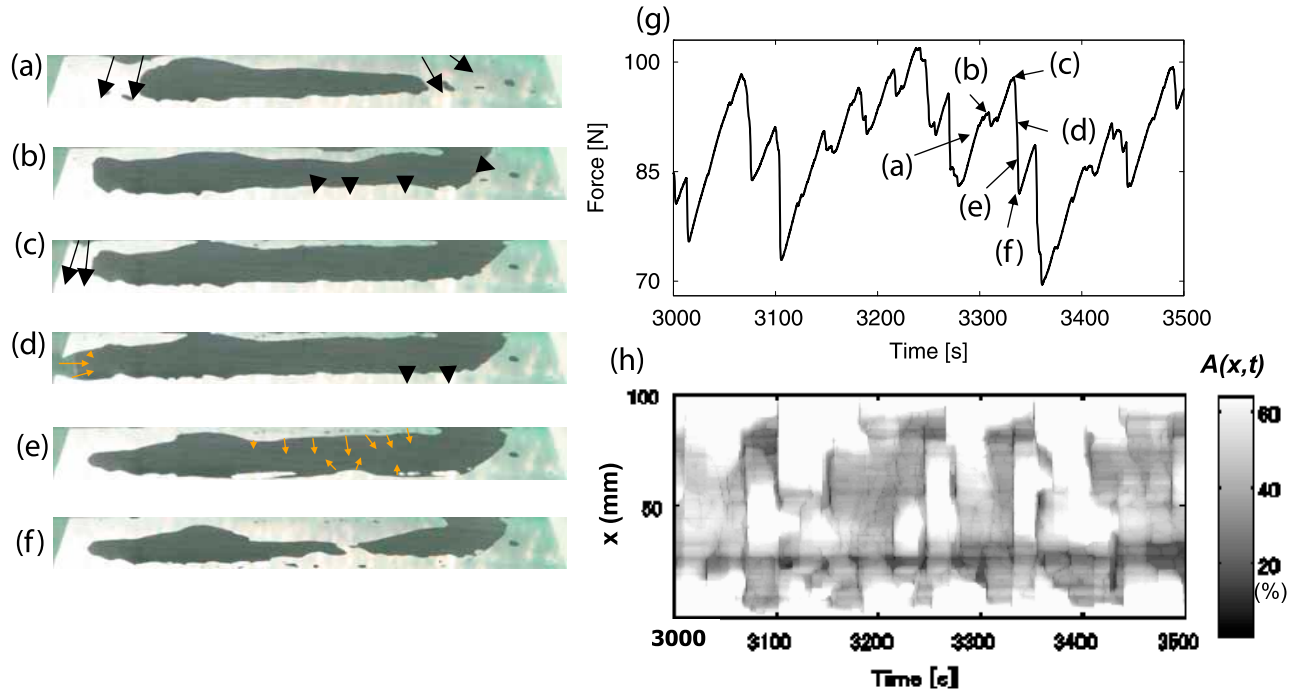 (a)
(b)
(c)
(d)
(e)
(f)
(g)
100
85
70
Force [N]
(a)
(b)
(c)
(d)
(e)
(f)
3000 3100 3200 3300 3400 3500
Time [s]
(h)
A(x,t)
100
50
x (mm)
60
40
20
(%)
3000 3100 3200 3300 3400 3500
Time [s]